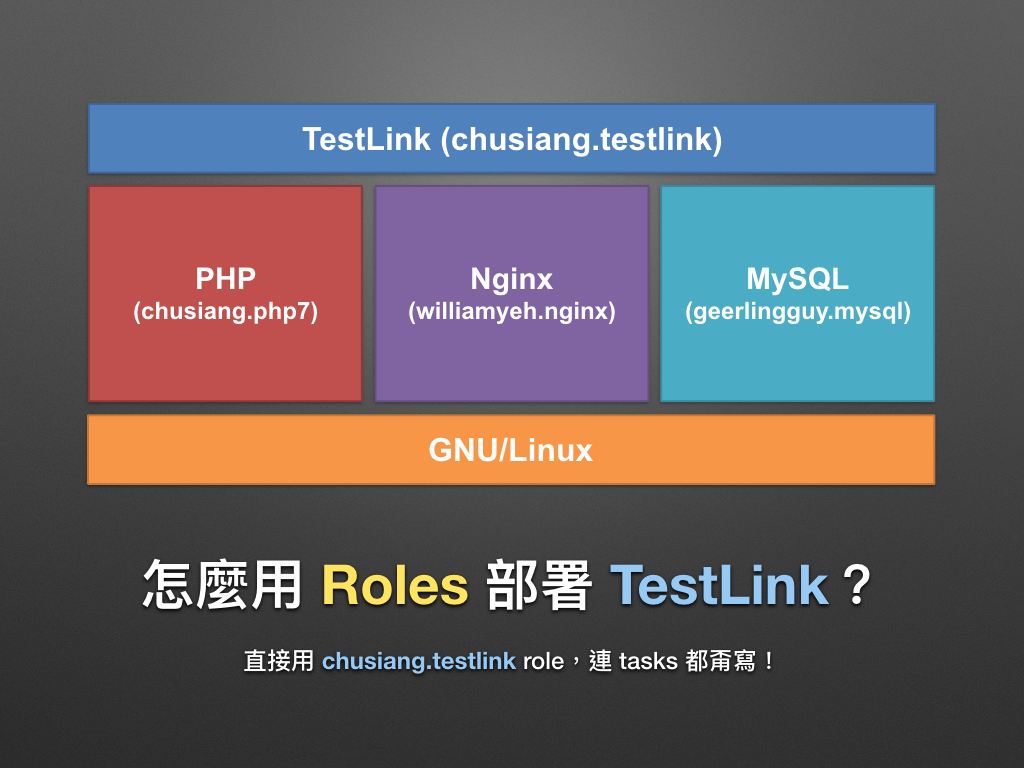 TestLink (chusiang.testlink)
PHP
(chusiang.php7)
Nginx
(williamyeh.nginx)
MySQL
(geerlingguy.mysql)
GNU/Linux
怎麼用 Roles 部署 TestLink？
直接用 chusiang.testlink role，連 tasks 都甭寫！